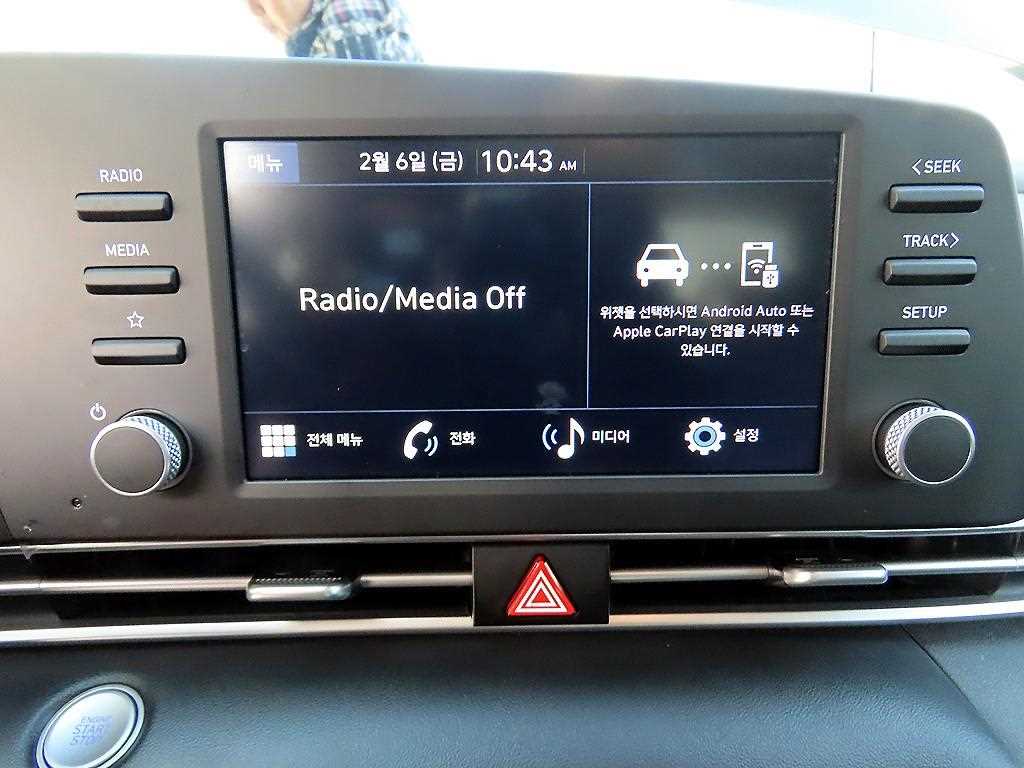 메뉴
2월 6일 (금) 10:43 AM
RADIO
MEDIA
Radio/Media Off
위젯을 선택하시면 Android Auto 또는
Apple CarPlay 연결을 시작할 수
있습니다.
<SEEK
TRACK>
SETUP
전체 메뉴
전화
미디어
설정
ENGINE
START
STOP